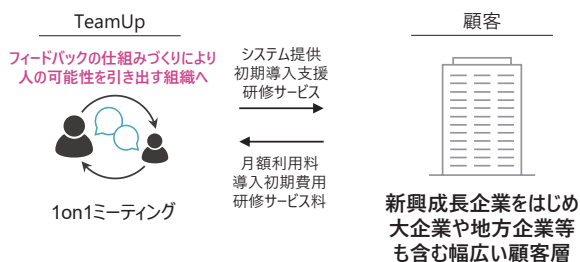 TeamUp
フィードバックの仕組みづくりにより
人の可能性を引き出す組織へ
1on1ミーティング
システム提供
初期導入支援
研修サービス
月額利用料
導入初期費用
研修サービス料
顧客
新興成長企業をはじめ
大企業や地方企業等
も含む幅広い顧客層